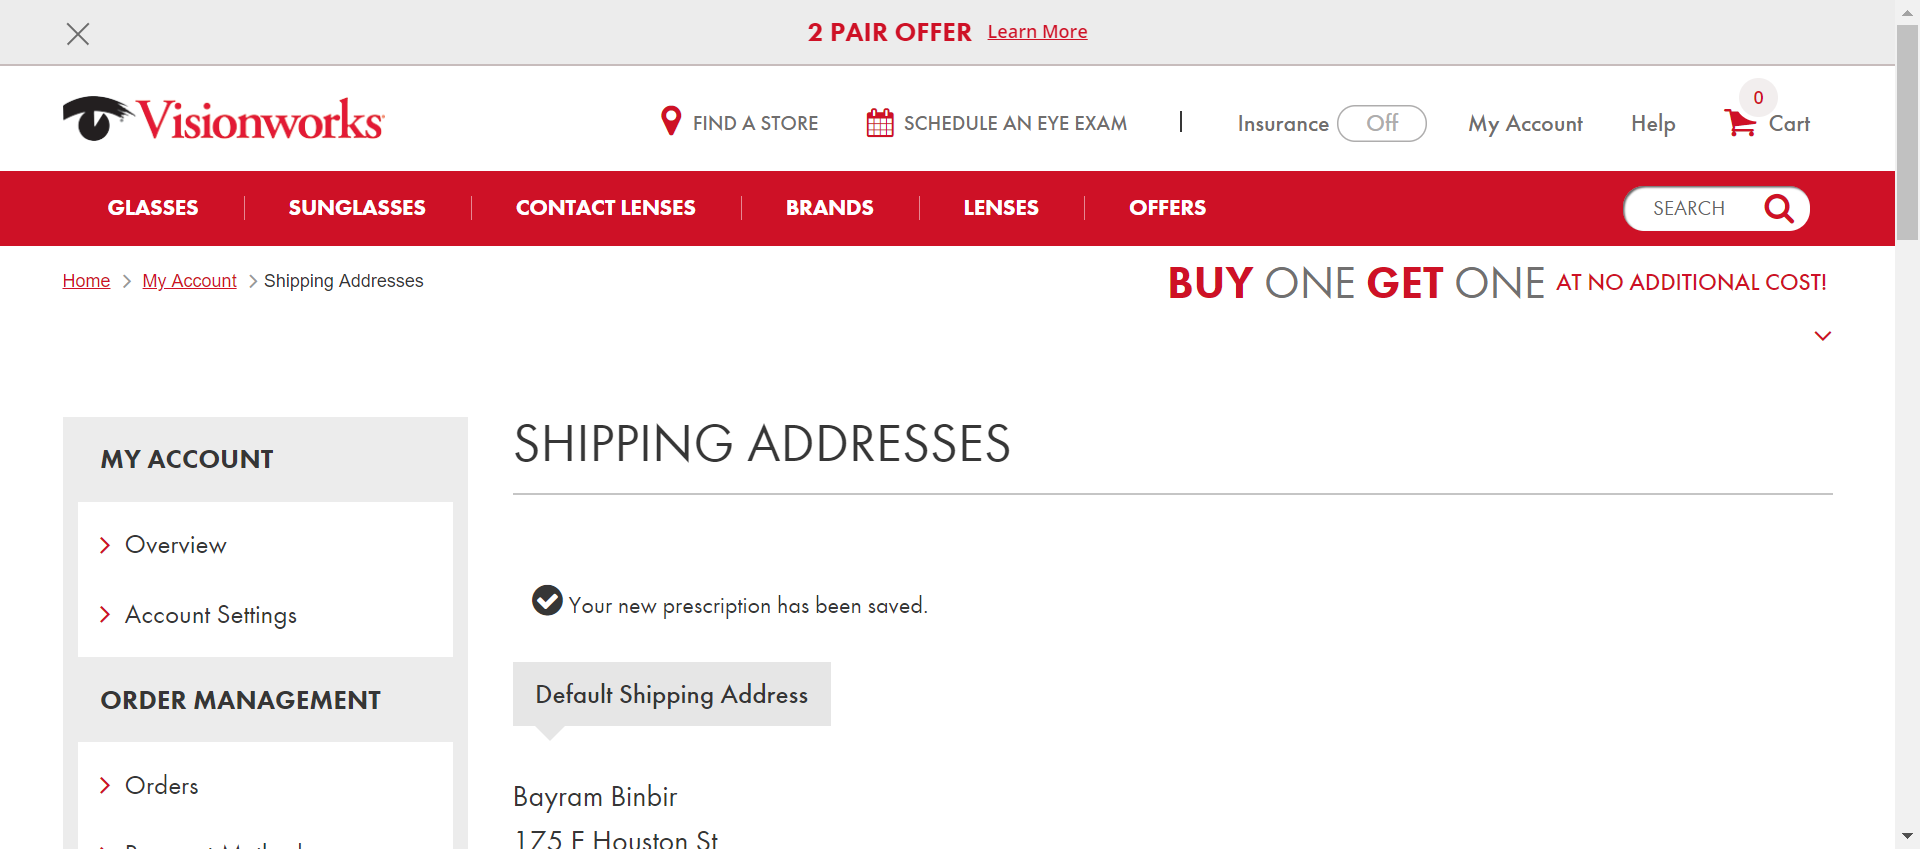 2 PAIR OFFER Learn More
Visionworks
FIND A STORE
SCHEDULE AN EYE EXAM
Insurance Off
My Account
Help
0
Cart
GLASSES
SUNGLASSES
CONTACT LENSES
BRANDS
LENSES
OFFERS
SEARCH
Home My Account Shipping Addresses
BUY ONE GET ONE AT NO ADDITIONAL COST!
MY ACCOUNT
Overview
Account Settings
ORDER MANAGEMENT
Orders
SHIPPING ADDRESSES
Your new prescription has been saved.
Default Shipping Address
Bayram Binbir
175 E Houston St